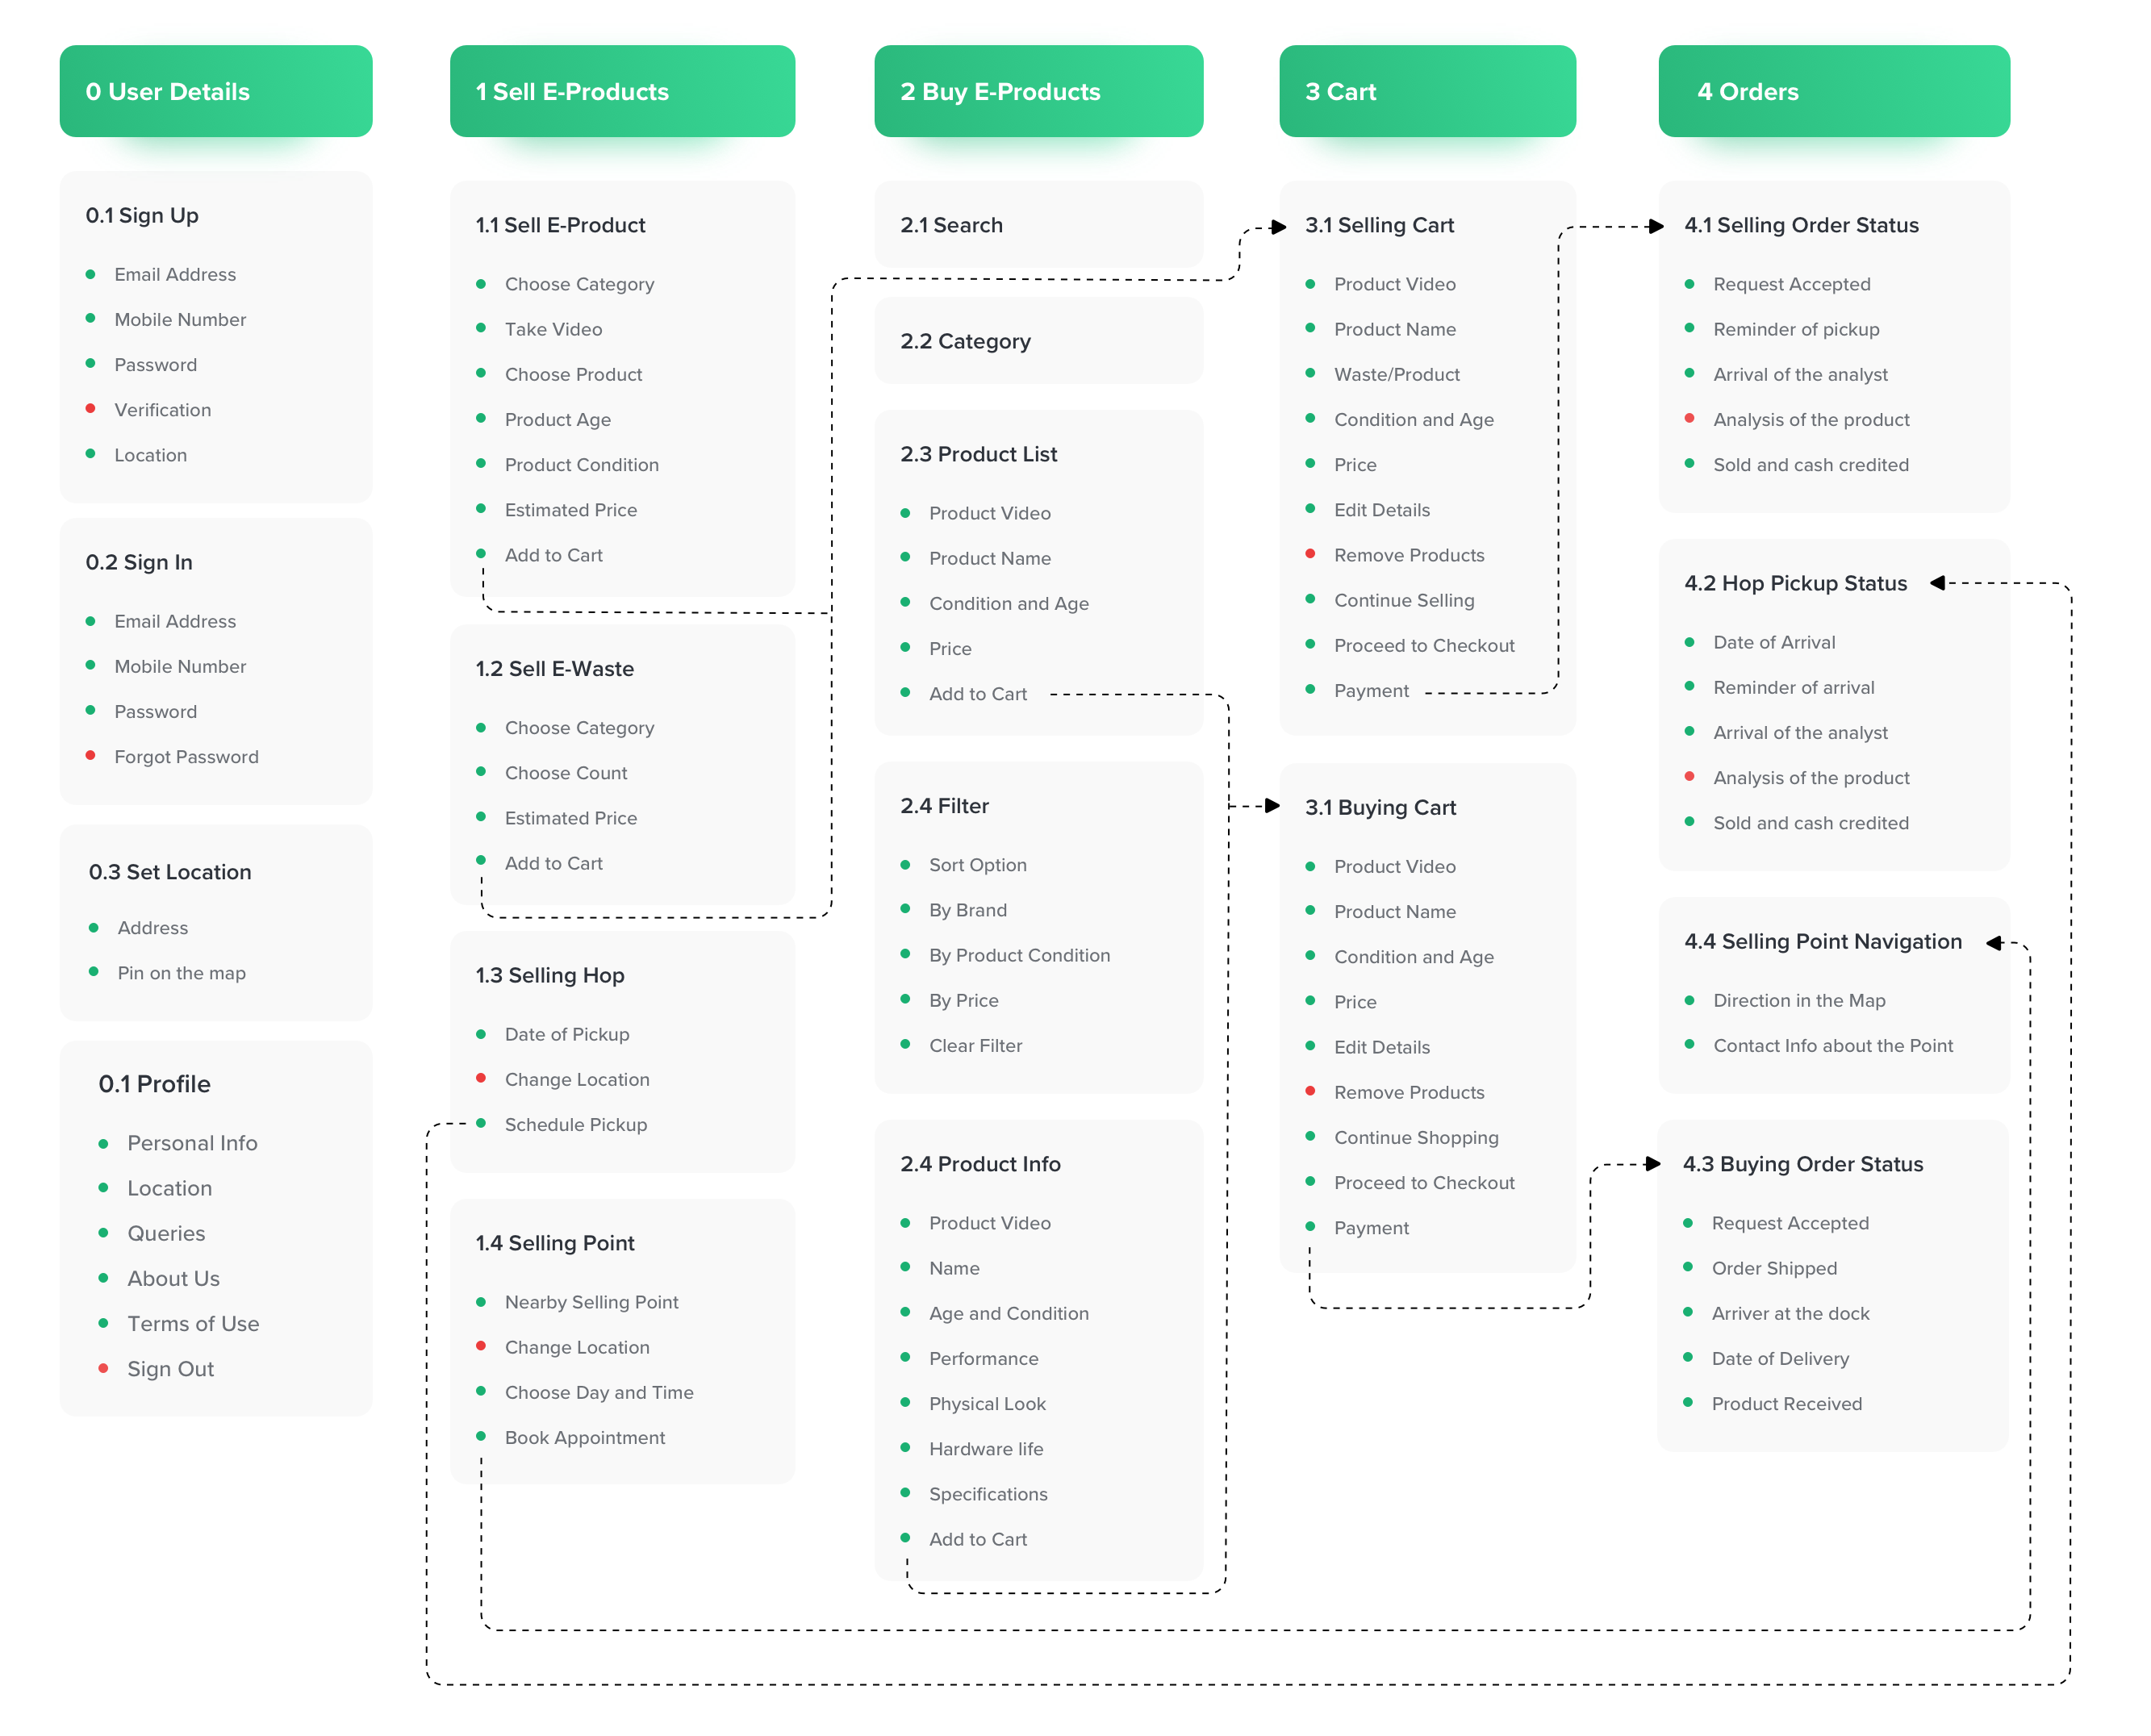 0 User Details
0.1 Sign Up
Email Address
Mobile Number
Password
Verification
Location
0.2 Sign In
Email Address
Mobile Number
Password
Forgot Password
0.3 Set Location
Address
Pin on the map
0.1 Profile
Personal Info
Location
Queries
About Us
Terms of Use
Sign Out
1 Sell E-Products
1.1 Sell E-Product
Choose Category
Take Video
Choose Product
Product Age
Product Condition
Estimated Price
Add to Cart
1.2 Sell E-Waste
Choose Category
Choose Count
Estimated Price
Add to Cart
1.3 Selling Hop
Date of Pickup
Change Location
Schedule Pickup
1.4 Selling Point
Nearby Selling Point
Change Location
Choose Day and Time
Book Appointment
2 Buy E-Products
2.1 Search
2.2 Category
2.3 Product List
Product Video
Product Name
Condition and Age
Price
Add to Cart
2.4 Filter
Sort Option
By Brand
By Product Condition
By Price
Clear Filter
2.4 Product Info
Product Video
Name
Age and Condition
Performance
Physical Look
Hardware life
Specifications
Add to Cart
3 Cart
3.1 Selling Cart
Product Video
Product Name
Waste/Product
Condition and Age
Price
Edit Details
Remove Products
Continue Selling
Proceed to Checkout
Payment
3.1 Buying Cart
Product Video
Product Name
Condition and Age
Price
Edit Details
Remove Products
Continue Shopping
Proceed to Checkout
Payment
4 Orders
4.1 Selling Order Status
Request Accepted
Reminder of pickup
Arrival of the analyst
Analysis of the product
Sold and cash credited
4.2 Hop Pickup Status
Date of Arrival
Reminder of arrival
Arrival of the analyst
Analysis of the product
Sold and cash credited
4.4 Selling Point Navigation
Direction in the Map
Contact Info about the Point
4.3 Buying Order Status
Request Accepted
Order Shipped
Arriver at the dock
Date of Delivery
Product Received